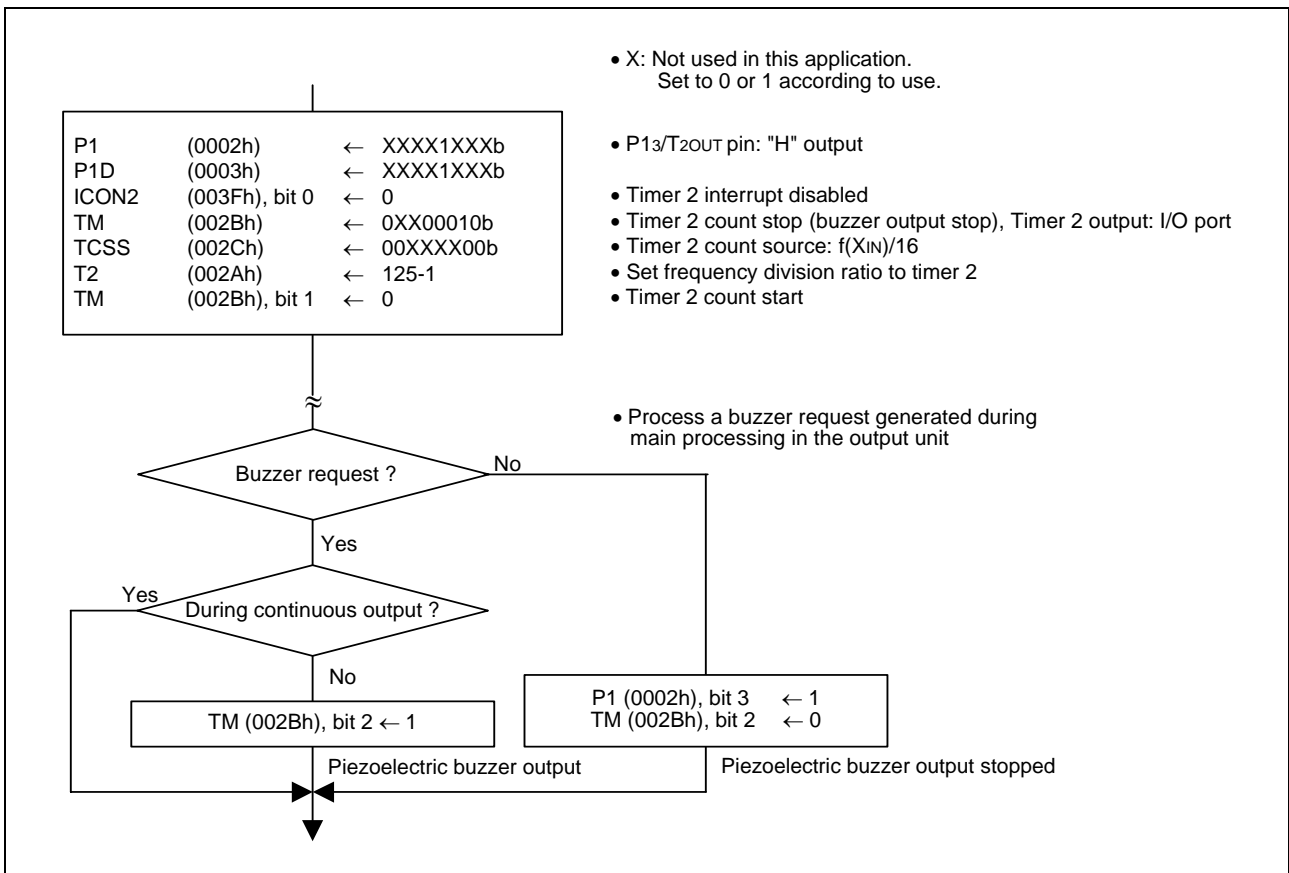 • X: Not used in this application.
Set to 0 or 1 according to use.
P1 (0002h) ← XXXX1XXXb
• P13/T2OUT pin: "H" output
P1D (0003h) ← XXXX1XXXb
ICON2 (003Fh), bit 0 ← 0
• Timer 2 interrupt disabled
TM (002Bh) ← 0XX00010b
• Timer 2 count stop (buzzer output stop), Timer 2 output: I/O port
TCSS (002Ch) ← 00XXXX00b
• Timer 2 count source: f(XIN)/16
T2 (002Ah) ← 125-1
• Set frequency division ratio to timer 2
TM (002Bh), bit 1 ← 0
• Timer 2 count start
≈
• Process a buzzer request generated during
main processing in the output unit
Buzzer request ?
No
Yes
Yes
During continuous output ?
No
TM (002Bh), bit 2 ← 1
P1 (0002h), bit 3 ← 1
TM (002Bh), bit 2 ← 0
Piezoelectric buzzer output
Piezoelectric buzzer output stopped